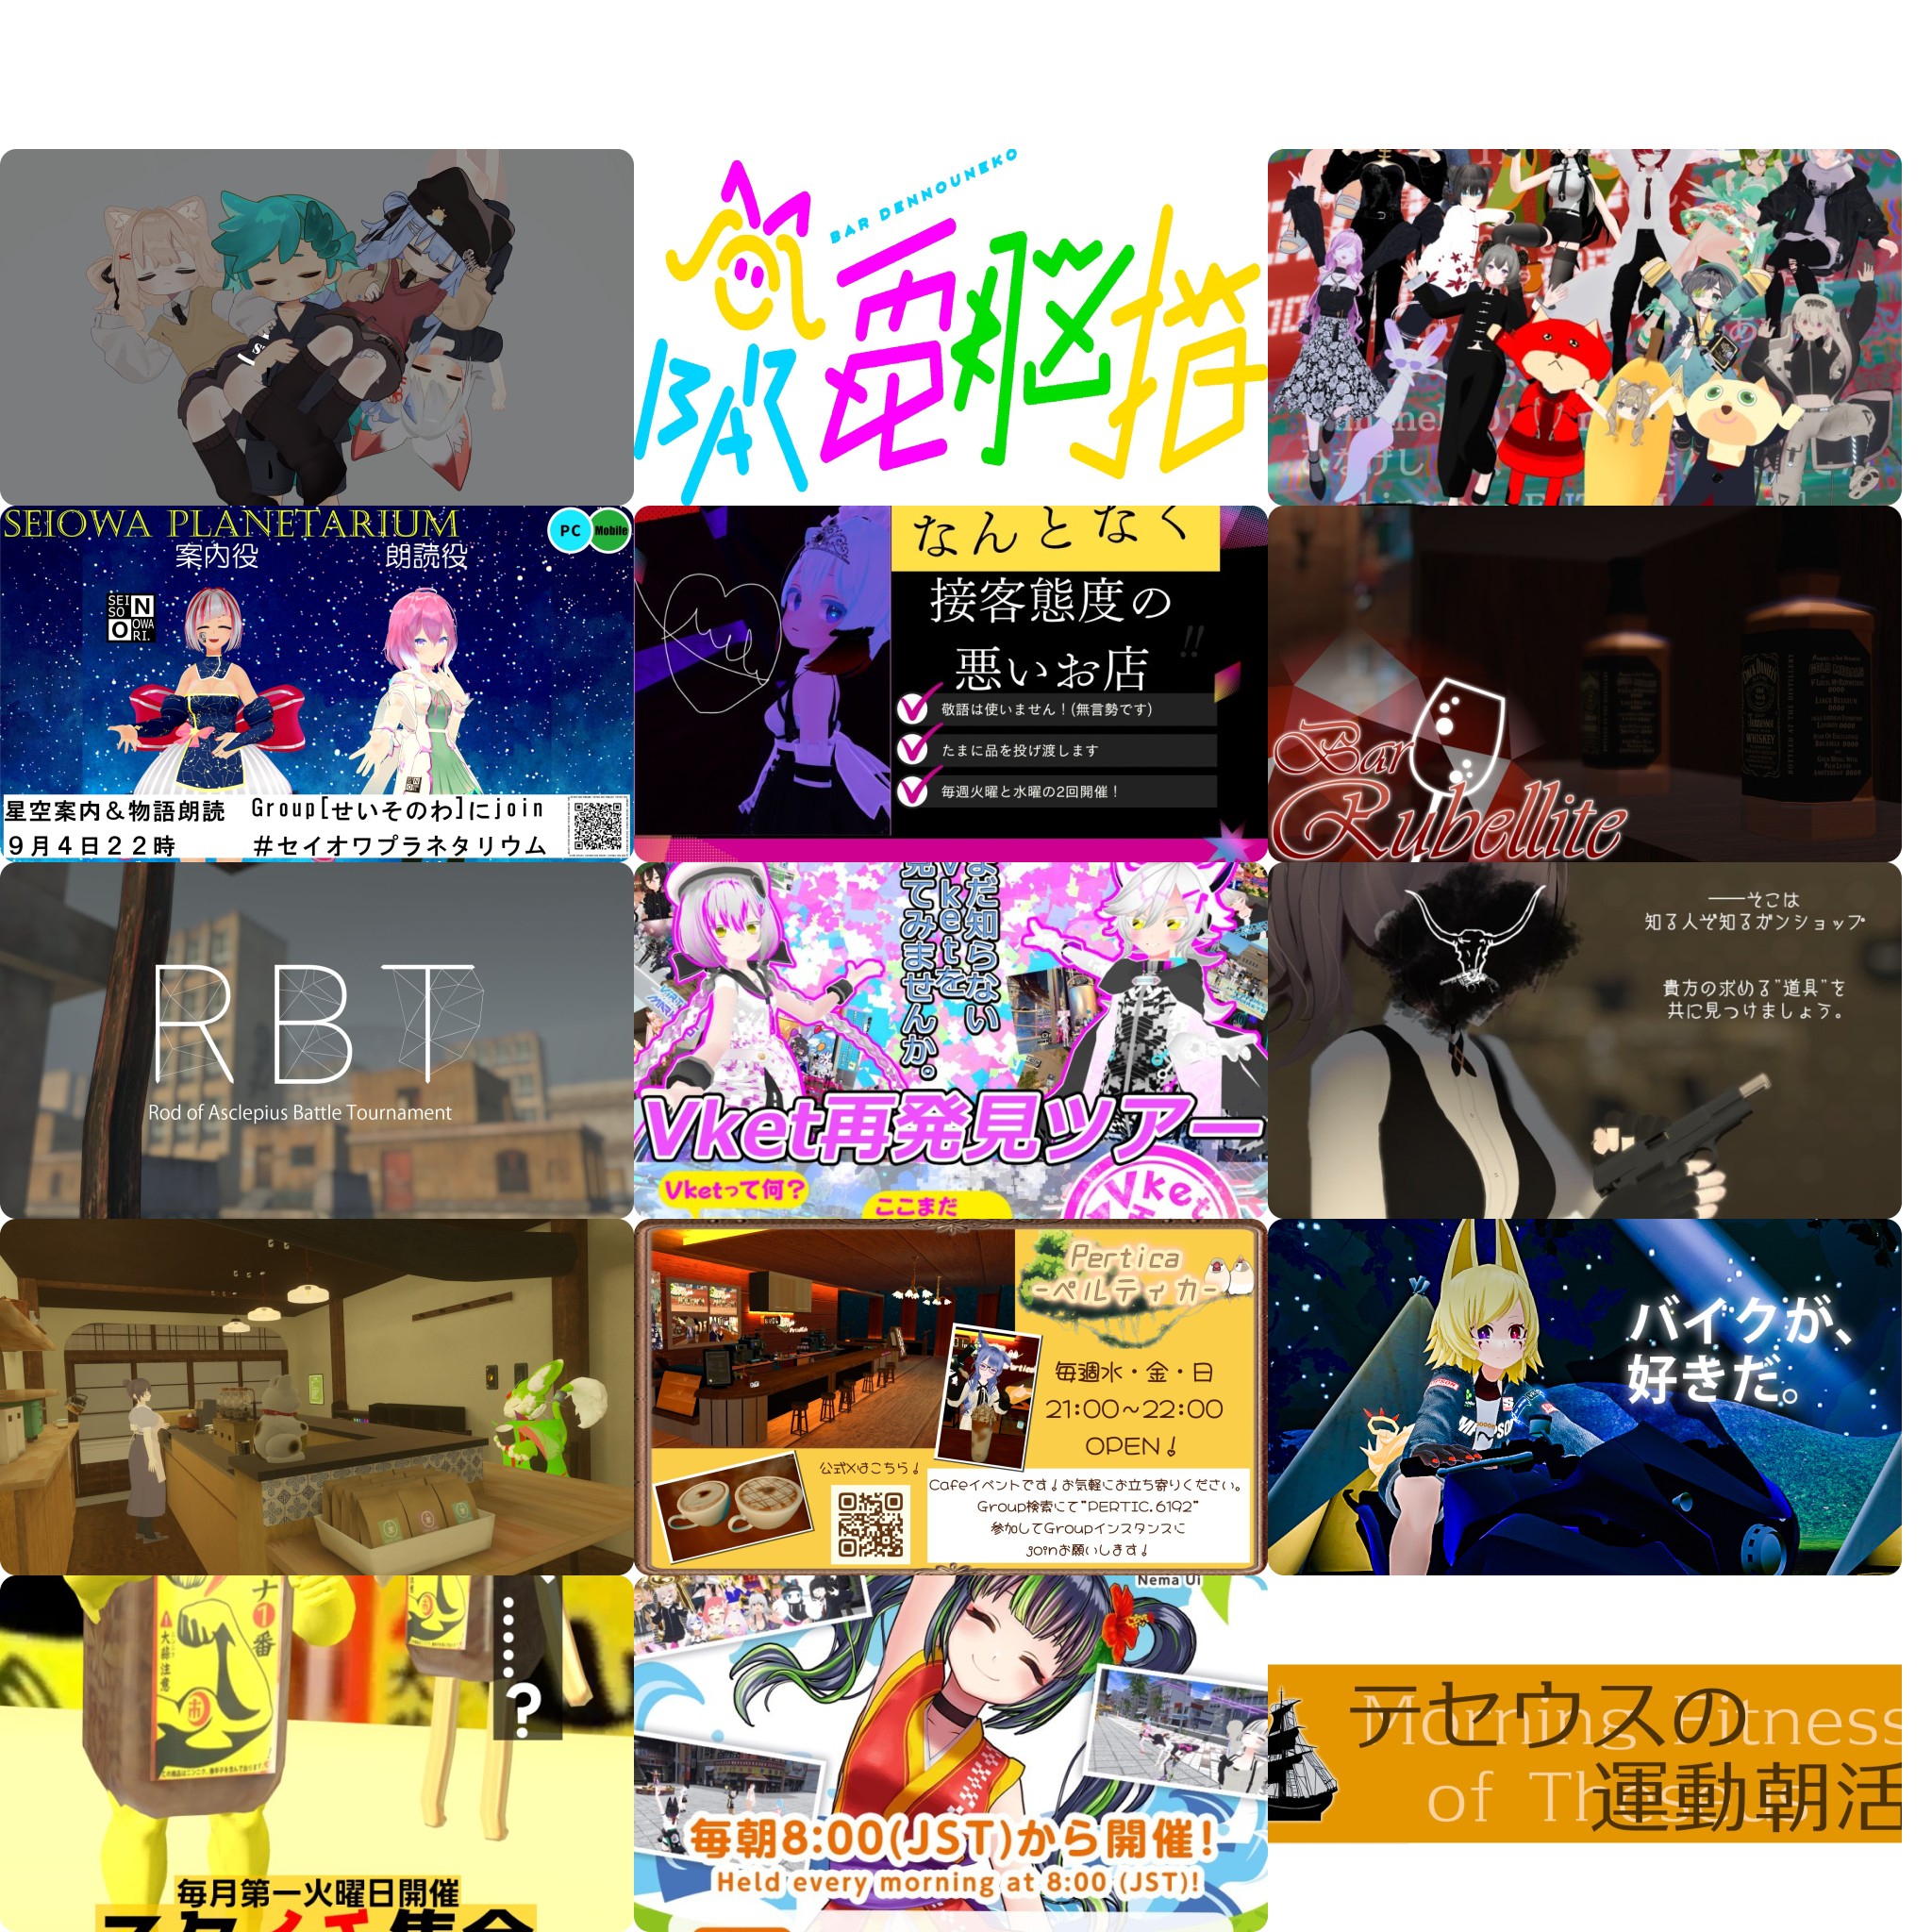 BAR DENNOUNEKO
BAR 電脳猫
SEIOWA PLANETARIUM
PC
Mobile
案内役
朗読役
SEI
SO
N
O
OWA
RI.
星空案内&物語朗読
Group[せいそのわ]にjoin
9月4日22時
#セイオワプラネタリウム
なんとなく
接客態度の
悪いお店
!!
敬語は使いません！(無言勢です)
たまに品を投げ渡します
毎週火曜と水曜の2回開催！
Bar
Rubellite
WHISKEY
RBT
Rod of Asclepius Battle Tournament
まだ知らない
Vketを
見てみませんか。
Vket再発見ツアー
Vketって何?
ここまだ
Vket
――そこは
知る人ぞ知るガンショップ
貴方の求める"道具"を
共に見つけましょう。
Pertica
-ペルティカ-
毎週水・金・日
21:00~22:00
OPEN!
公式Xはこちら!
Cafeイベントです!お気軽にお立ち寄りください。
Group検索にて"PERTIC.6192"
参加してGroupインスタンスに
joinお願いします!
バイクが、
好きだ。
ナ1番
大蒜注意
市
……?
毎月第一火曜日開催
スタイチ集会
Nema Ui
毎朝8:00(JST)から開催!
Held every morning at 8:00 (JST)!
Morning Fitness
of Theseus
テセウスの
運動朝活